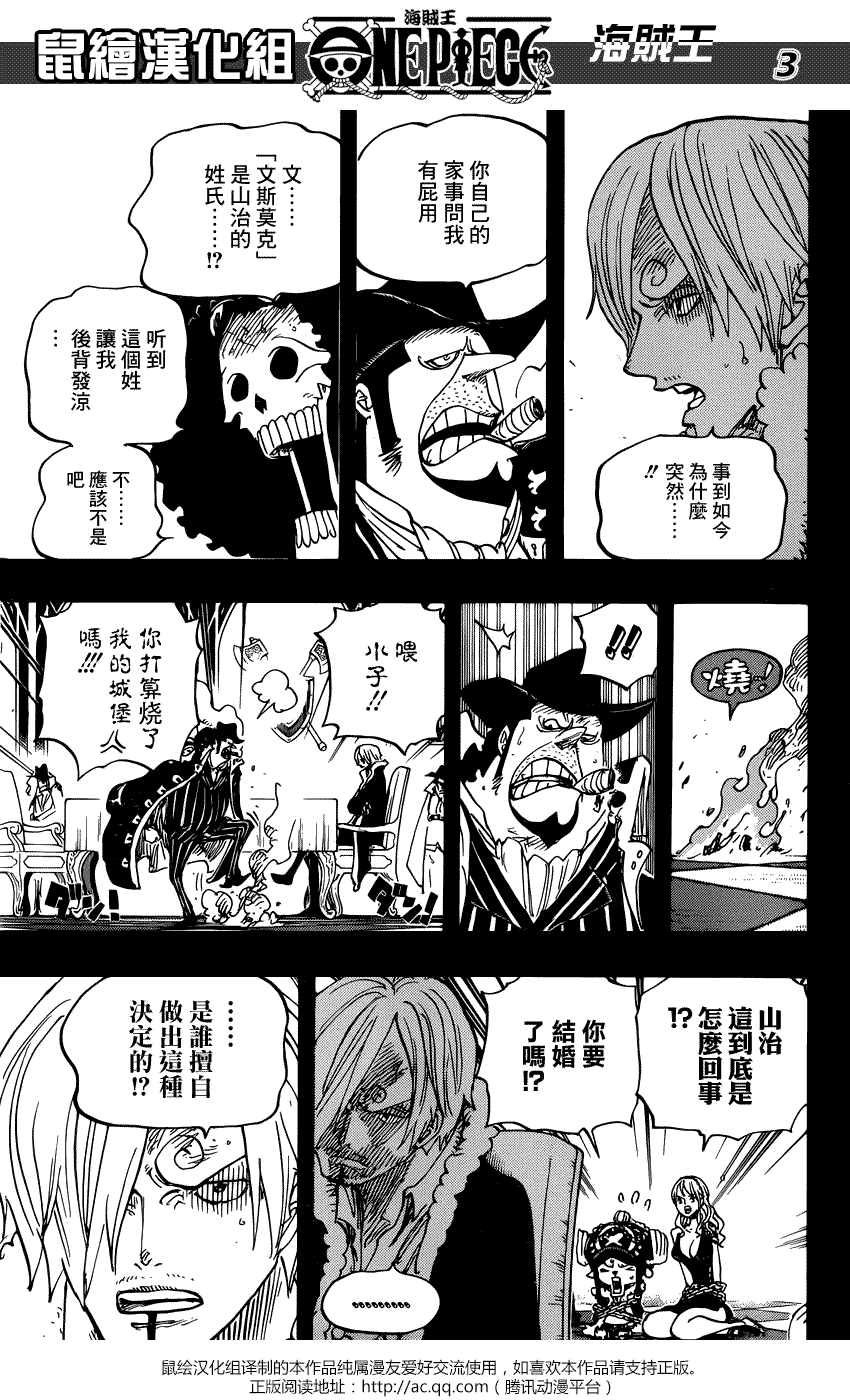 鼠繪漢化組
海賊王
ONE PIECE
海賊王
3
事到如今
為什麼
突然……
!!
你自己的
家事問我
有屁用
文……
「文斯莫克」
是山治的
姓氏……!?
听到
這個姓
讓我
後背發涼
…
不……
應該不是
吧
燒!
!!
喂
小子!!
你打算烧了
我的城堡
嗎!!!
山治
這到底是
怎麼回事
!?
你要
結婚
了嗎!?
…………
……
是誰擅自
做出這種
決定的!?
鼠绘汉化组译制的本作品纯属漫友爱好交流使用，如喜欢本作品请支持正版。
正版阅读地址：http://ac.qq.com（腾讯动漫平台）